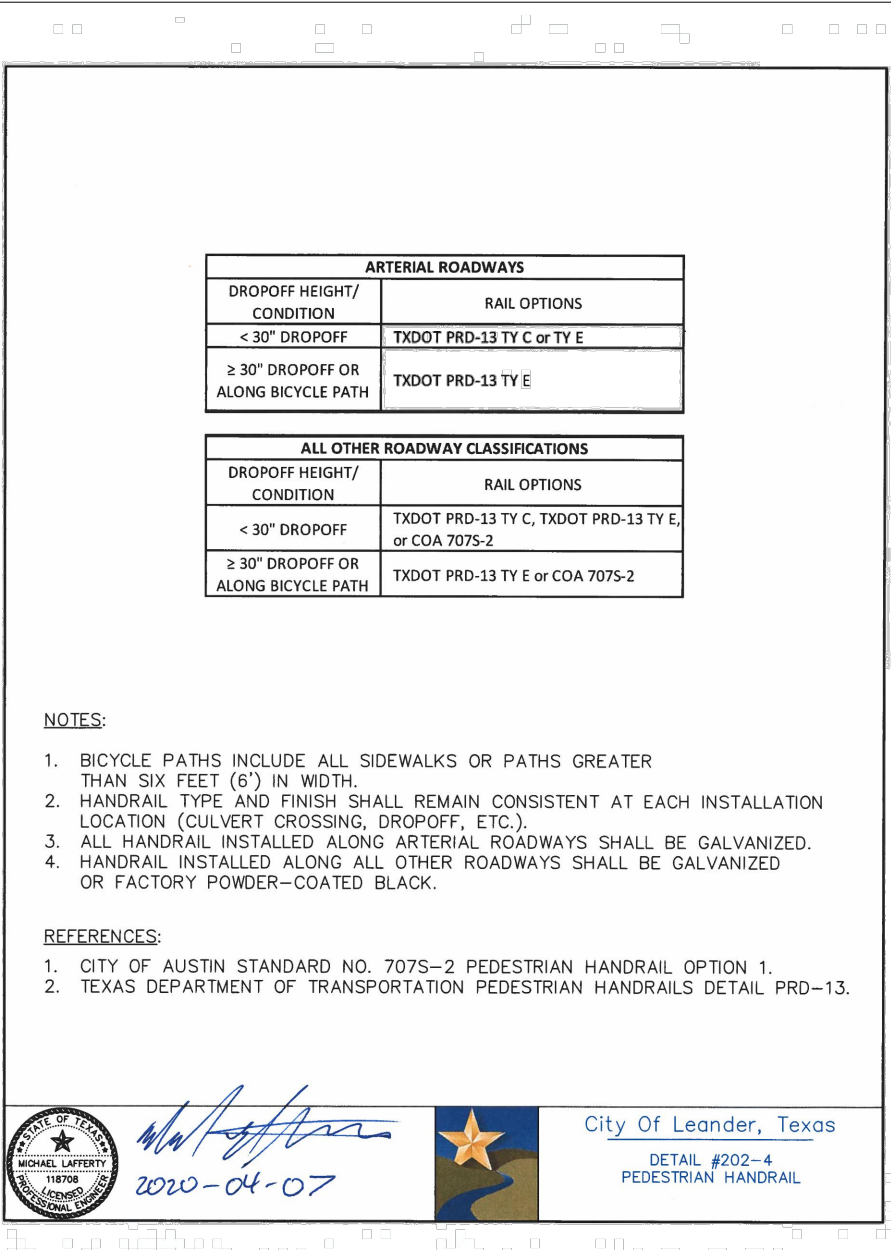 ARTERIAL ROADWAYS
DROPOFF HEIGHT/
CONDITION
RAIL OPTIONS
< 30" DROPOFF
TXDOT PRD-13 TY C or TY E
≥ 30" DROPOFF OR
ALONG BICYCLE PATH
TXDOT PRD-13 TY E
ALL OTHER ROADWAY CLASSIFICATIONS
DROPOFF HEIGHT/
CONDITION
RAIL OPTIONS
< 30" DROPOFF
TXDOT PRD-13 TY C, TXDOT PRD-13 TY E,
or COA 707S-2
≥ 30" DROPOFF OR
ALONG BICYCLE PATH
TXDOT PRD-13 TY E or COA 707S-2
NOTES:
1. BICYCLE PATHS INCLUDE ALL SIDEWALKS OR PATHS GREATER
THAN SIX FEET (6') IN WIDTH.
2. HANDRAIL TYPE AND FINISH SHALL REMAIN CONSISTENT AT EACH INSTALLATION
LOCATION (CULVERT CROSSING, DROPOFF, ETC.).
3. ALL HANDRAIL INSTALLED ALONG ARTERIAL ROADWAYS SHALL BE GALVANIZED.
4. HANDRAIL INSTALLED ALONG ALL OTHER ROADWAYS SHALL BE GALVANIZED
OR FACTORY POWDER-COATED BLACK.
REFERENCES:
1. CITY OF AUSTIN STANDARD NO. 707S-2 PEDESTRIAN HANDRAIL OPTION 1.
2. TEXAS DEPARTMENT OF TRANSPORTATION PEDESTRIAN HANDRAILS DETAIL PRD-13.
STATE OF TEXAS
MICHAEL LAFFERTY
118708
LICENSED
PROFESSIONAL ENGINEER
2020-04-07
City Of Leander, Texas
DETAIL #202-4
PEDESTRIAN HANDRAIL